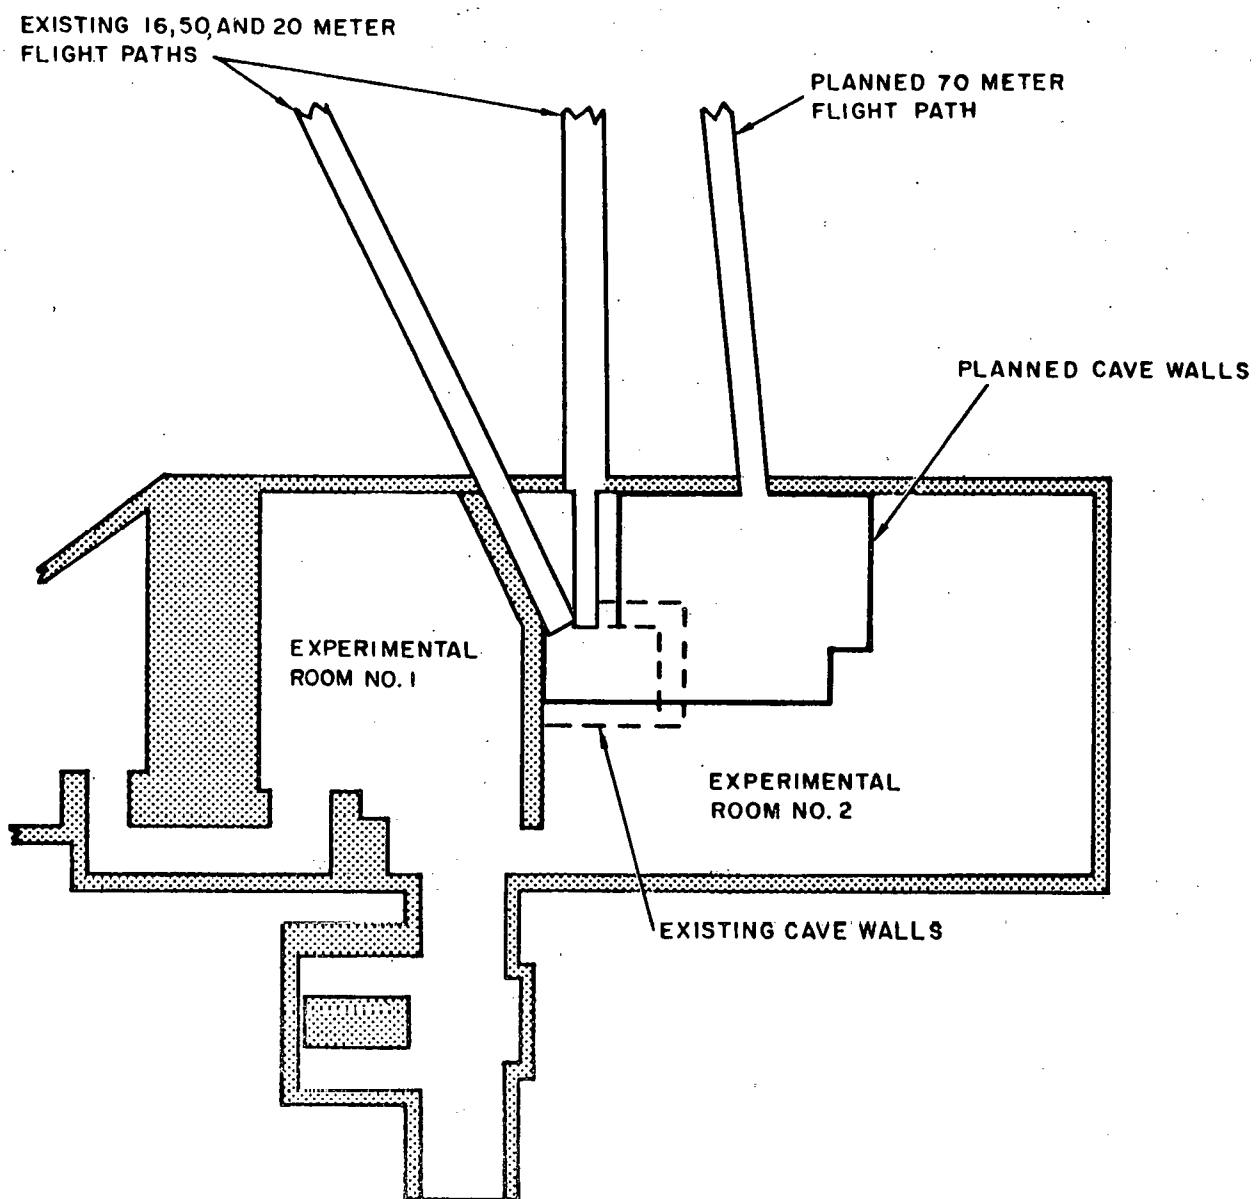 EXISTING 16,50, AND 20 METER
FLIGHT PATHS
PLANNED 70 METER
FLIGHT PATH
PLANNED CAVE WALLS
EXPERIMENTAL
ROOM NO. 1
EXPERIMENTAL
ROOM NO. 2
EXISTING CAVE WALLS